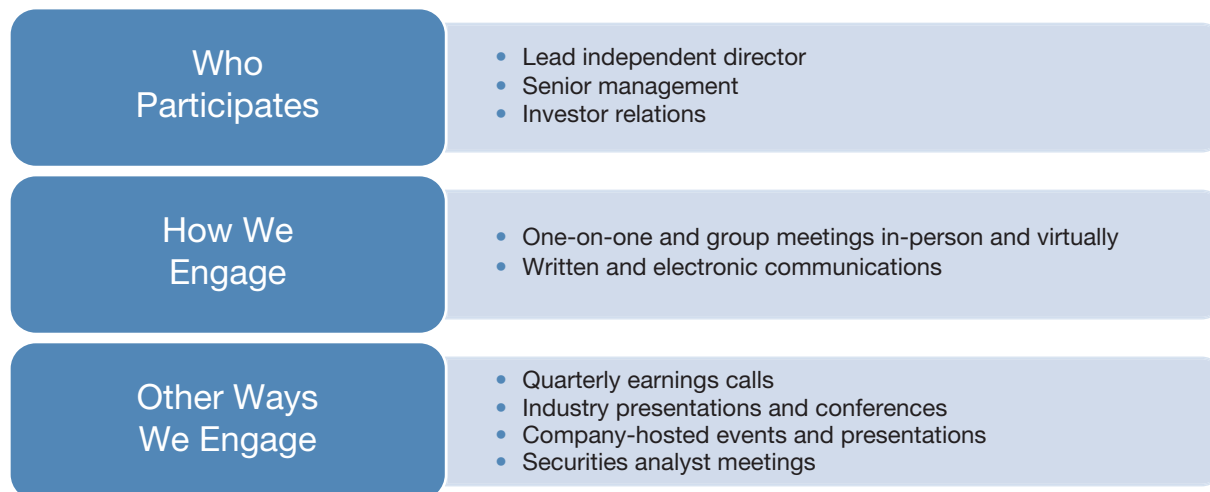 Who
Participates
• Lead independent director
• Senior management
• Investor relations
How We
Engage
• One-on-one and group meetings in-person and virtually
• Written and electronic communications
Other Ways
We Engage
• Quarterly earnings calls
• Industry presentations and conferences
• Company-hosted events and presentations
• Securities analyst meetings